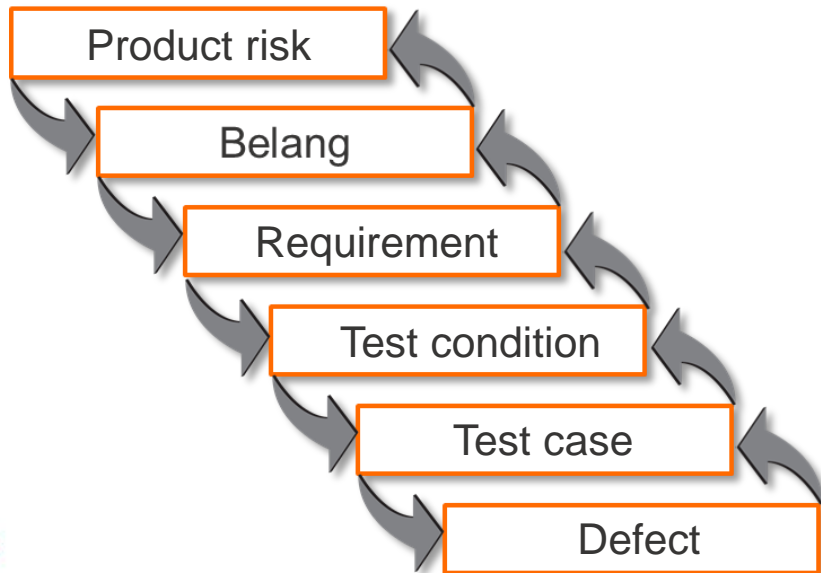 Product risk
Belang
Requirement
Test condition
Test case
Defect